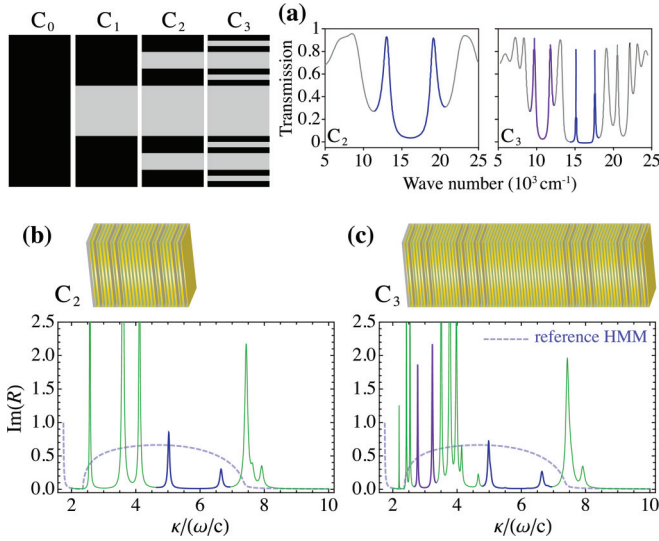 (a)
C0 C1 C2 C3
Transmission
1
0.8
0.6
0.4
0.2
0
C2
C3
5 10 15 20 25
5 10 15 20 25
Wave number (10³ cm⁻¹)
(b)
C2
(c)
C3
Im(R)
2.5
2.0
1.5
1.0
0.5
0.0
2 4 6 8 10
κ/(ω/c)
2.5
2.0
1.5
1.0
0.5
0.0
reference HMM
2 4 6 8 10
κ/(ω/c)